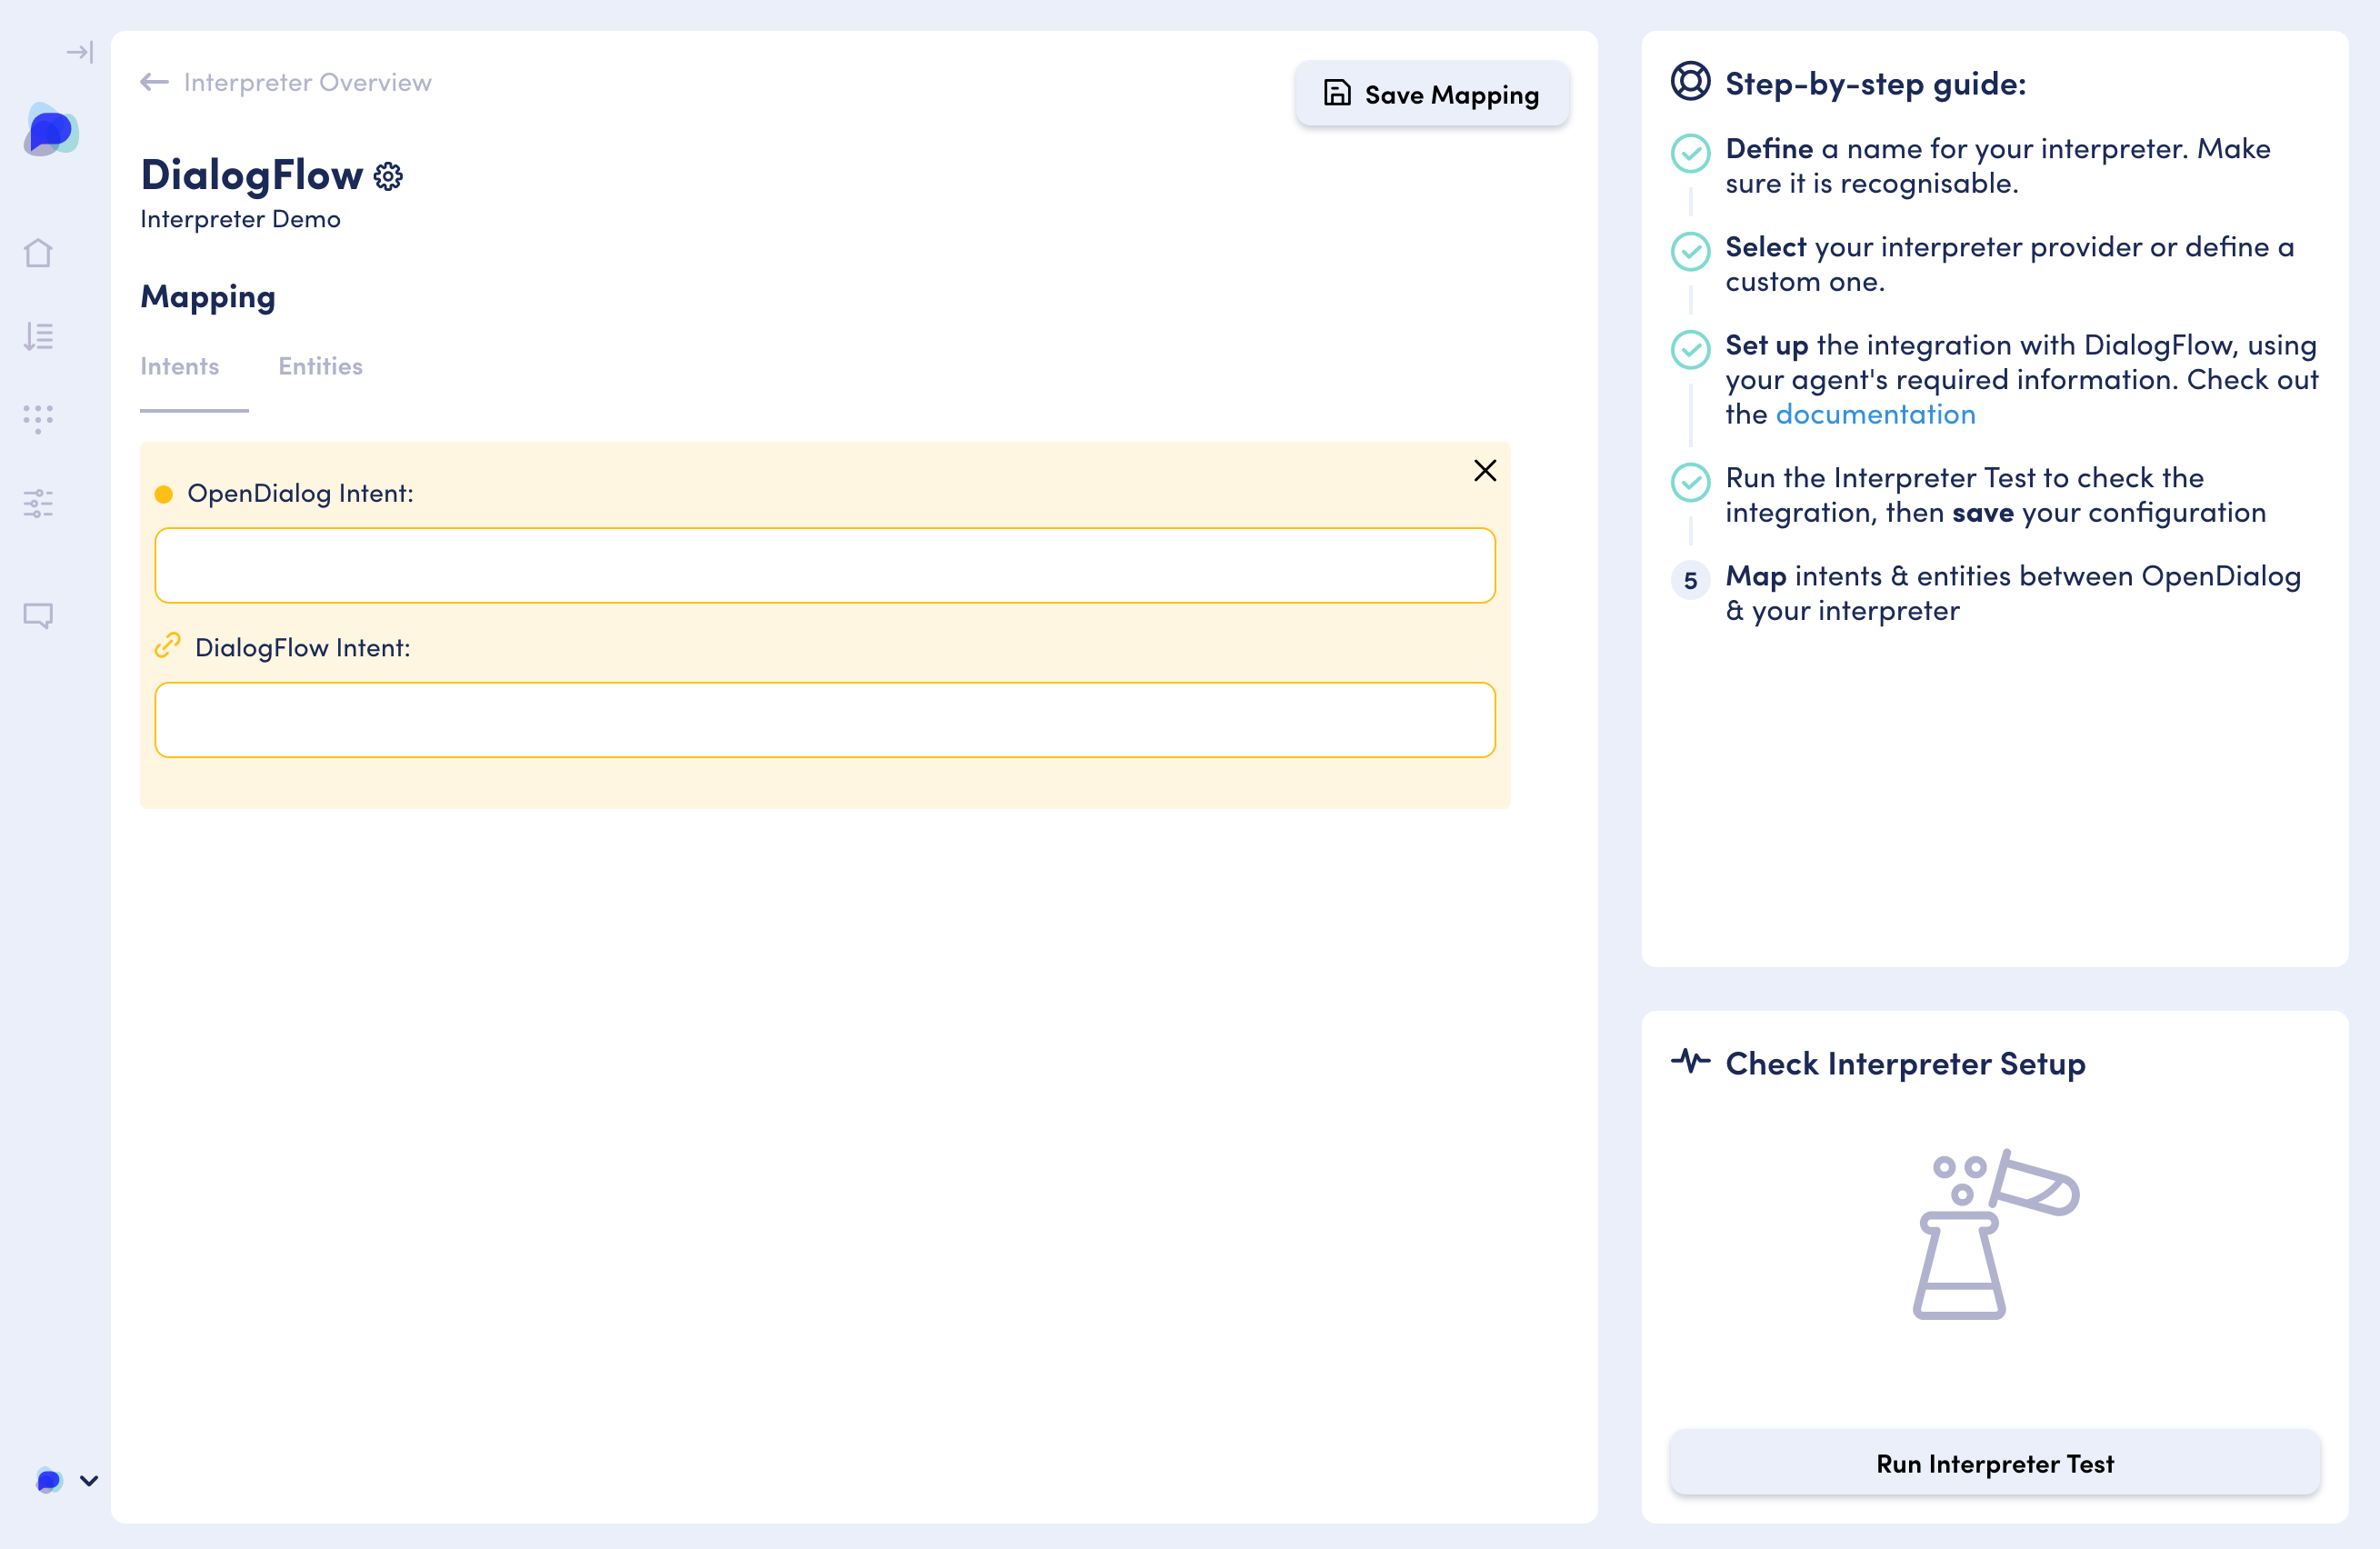 Interpreter Overview
Save Mapping
DialogFlow
Interpreter Demo
Mapping
Intents
Entities
OpenDialog Intent:
DialogFlow Intent:
Step-by-step guide:
Define a name for your interpreter. Make
sure it is recognisable.
Select your interpreter provider or define a
custom one.
Set up the integration with DialogFlow, using
your agent's required information. Check out
the documentation
Run the Interpreter Test to check the
integration, then save your configuration
5 Map intents & entities between OpenDialog
& your interpreter
Check Interpreter Setup
Run Interpreter Test